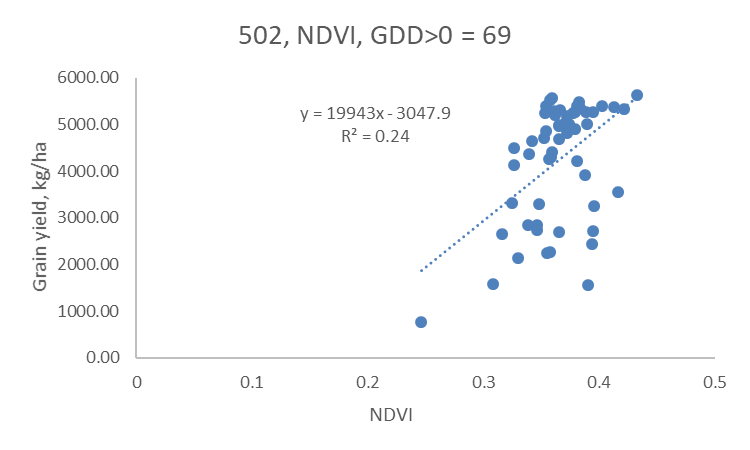 502, NDVI, GDD>0 = 69
6000.00
5000.00
4000.00
3000.00
2000.00
1000.00
0.00
Grain yield, kg/ha
y = 19943x - 3047.9
R² = 0.24
0 0.1 0.2 0.3 0.4 0.5
NDVI